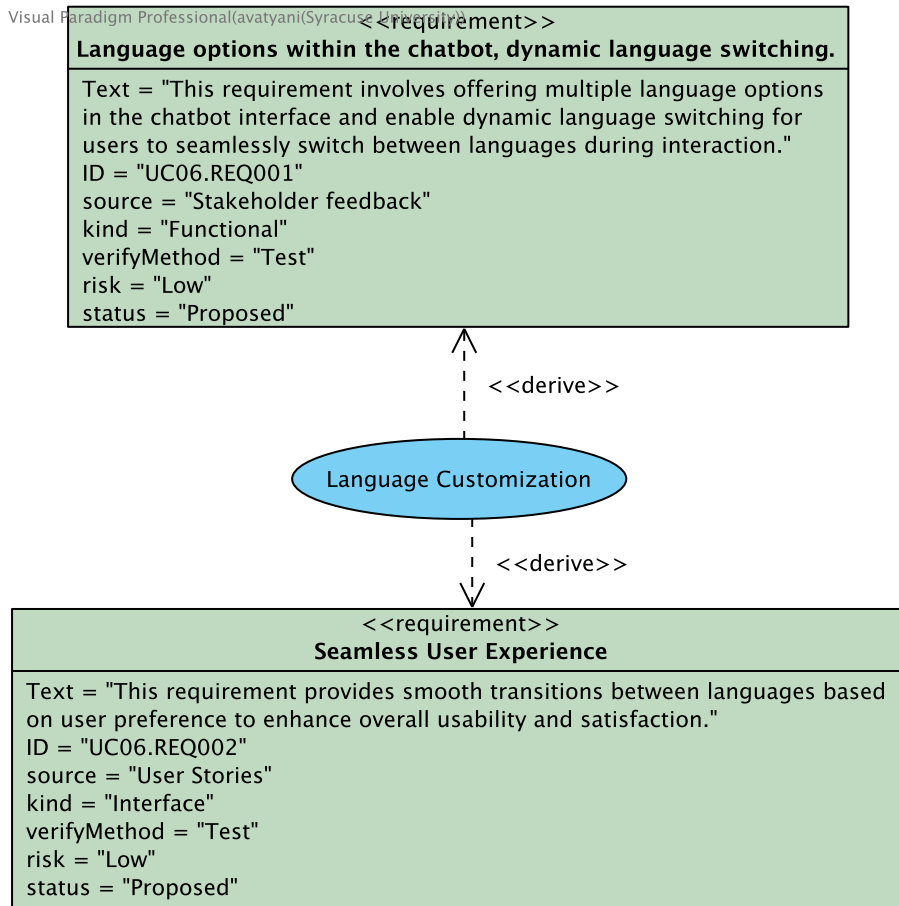 Visual Paradigm Professional(avatyani(Syracuse University))
<<requirement>>
Language options within the chatbot, dynamic language switching.
Text = "This requirement involves offering multiple language options
in the chatbot interface and enable dynamic language switching for
users to seamlessly switch between languages during interaction."
ID = "UC06.REQ001"
source = "Stakeholder feedback"
kind = "Functional"
verifyMethod = "Test"
risk = "Low"
status = "Proposed"
<<derive>>
Language Customization
<<derive>>
<<requirement>>
Seamless User Experience
Text = "This requirement provides smooth transitions between languages based
on user preference to enhance overall usability and satisfaction."
ID = "UC06.REQ002"
source = "User Stories"
kind = "Interface"
verifyMethod = "Test"
risk = "Low"
status = "Proposed"